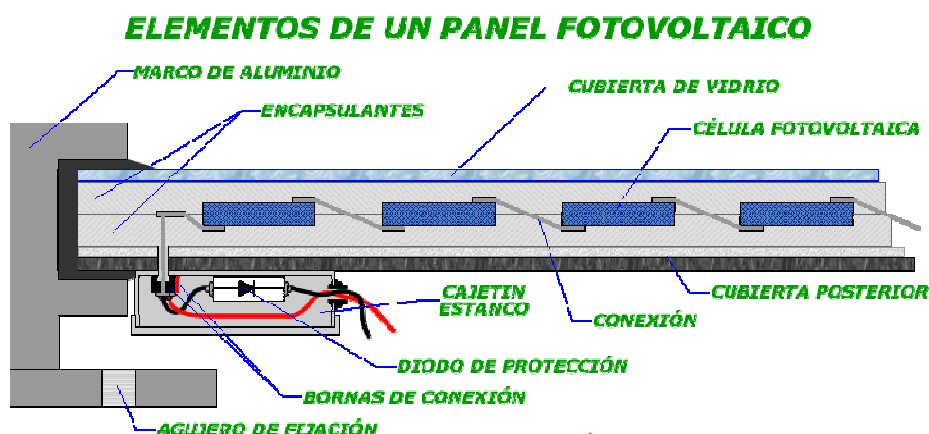 ELEMENTOS DE UN PANEL FOTOVOLTAICO
MARCO DE ALUMINIO
CUBIERTA DE VIDRIO
ENCAPSULANTES
CÉLULA FOTOVOLTAICA
CAJETIN
ESTANCO
CUBIERTA POSTERIOR
CONEXIÓN
DIODO DE PROTECCIÓN
BORNAS DE CONEXIÓN
AGUJERO DE FIJACIÓN